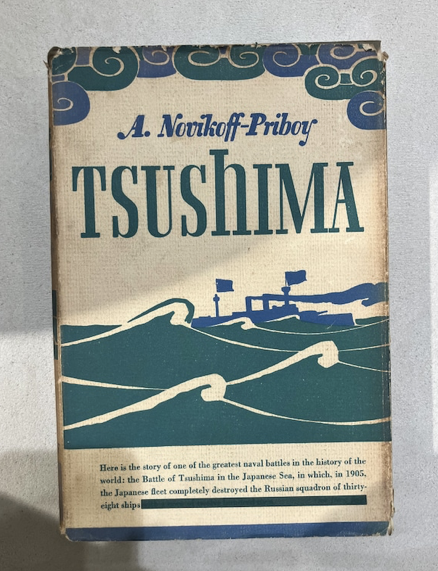 A. Novikoff-Priboy
TSUShIMA
Here is the story of one of the greatest naval battles in the history of the
world: the Battle of Tsushima in the Japanese Sea, in which, in 1905,
the Japanese fleet completely destroyed the Russian squadron of thirty-
eight ships